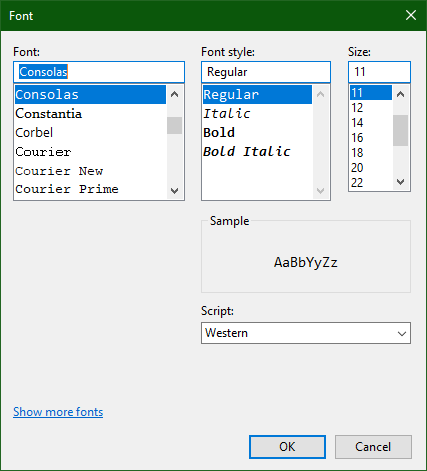 Font
Font:
Font style:
Size:
Consolas
Regular
11
Consolas
Constantia
Corbel
Courier
Courier New
Courier Prime
Regular
Italic
Bold
Bold Italic
11
12
14
16
18
20
22
Sample
AaBbYyZz
Script:
Western
Show more fonts
OK
Cancel